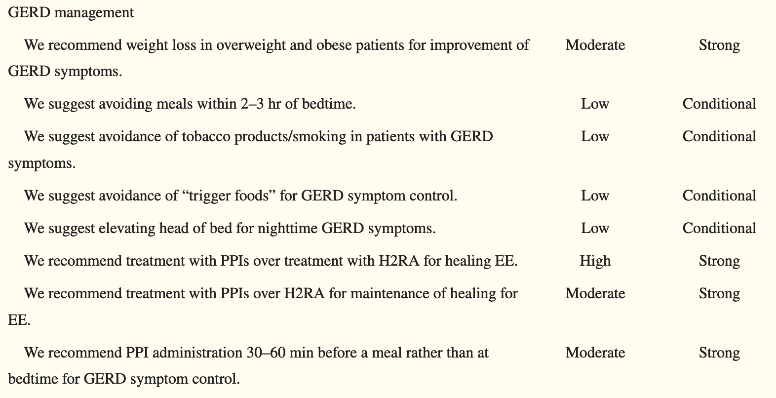 GERD management
We recommend weight loss in overweight and obese patients for improvement of Moderate Strong
GERD symptoms.
We suggest avoiding meals within 2–3 hr of bedtime. Low Conditional
We suggest avoidance of tobacco products/smoking in patients with GERD Low Conditional
symptoms.
We suggest avoidance of “trigger foods” for GERD symptom control. Low Conditional
We suggest elevating head of bed for nighttime GERD symptoms. Low Conditional
We recommend treatment with PPIs over treatment with H2RA for healing EE. High Strong
We recommend treatment with PPIs over H2RA for maintenance of healing for Moderate Strong
EE.
We recommend PPI administration 30–60 min before a meal rather than at Moderate Strong
bedtime for GERD symptom control.